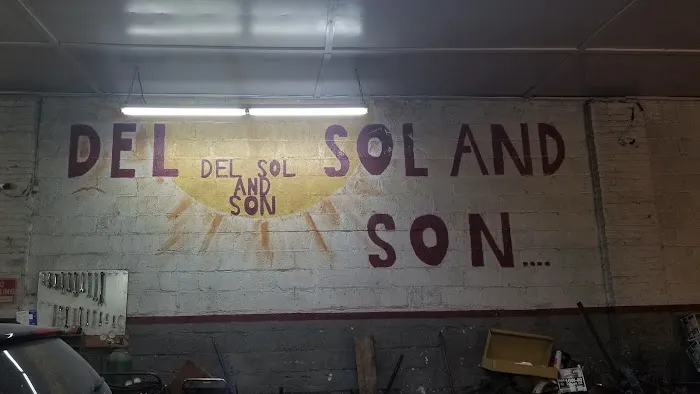 DEL SOL AND
SON....
DEL SOL
AND
SON